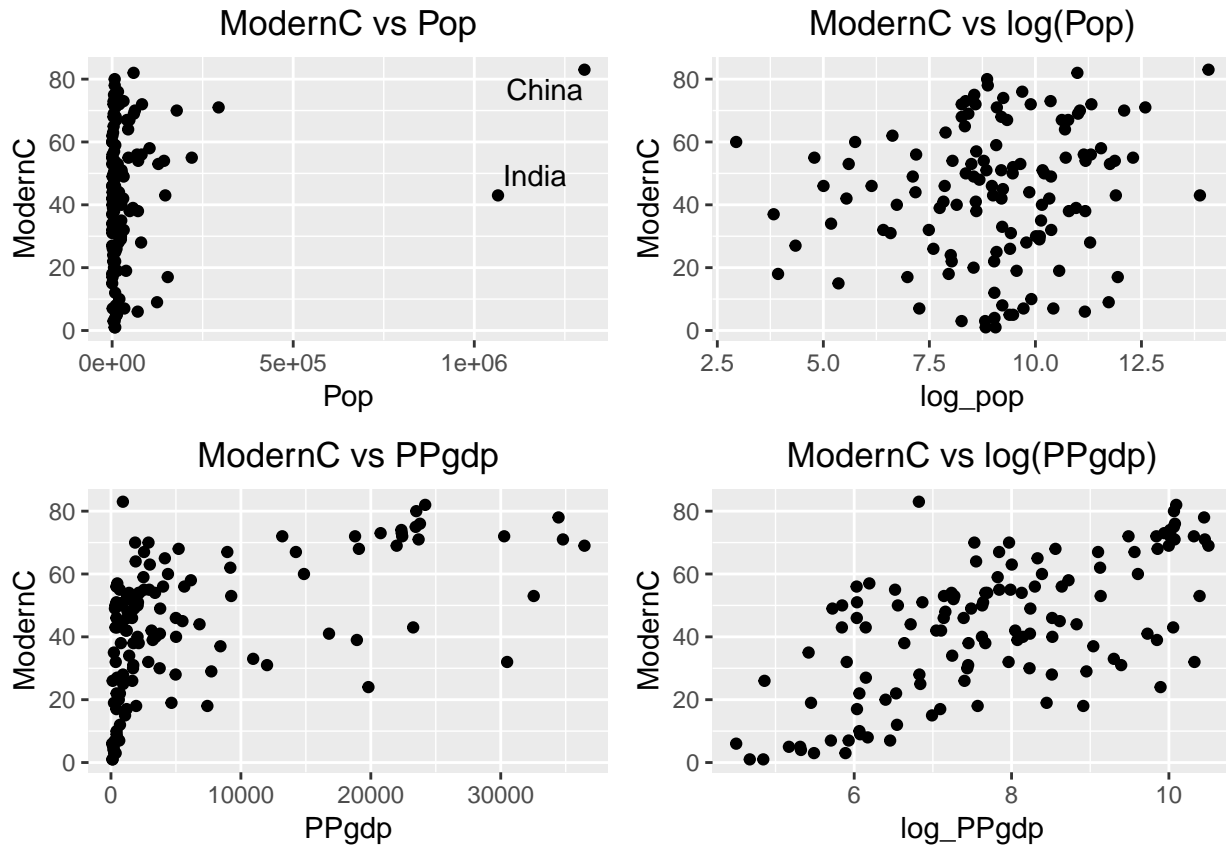 ModernC vs Pop
ModernC
80
60
40
20
0
China
India
0e+00 5e+05 1e+06
Pop
ModernC vs log(Pop)
ModernC
80
60
40
20
0
2.5 5.0 7.5 10.0 12.5
log_pop
ModernC vs PPgdp
ModernC
80
60
40
20
0
0 10000 20000 30000
PPgdp
ModernC vs log(PPgdp)
ModernC
80
60
40
20
0
6 8 10
log_PPgdp